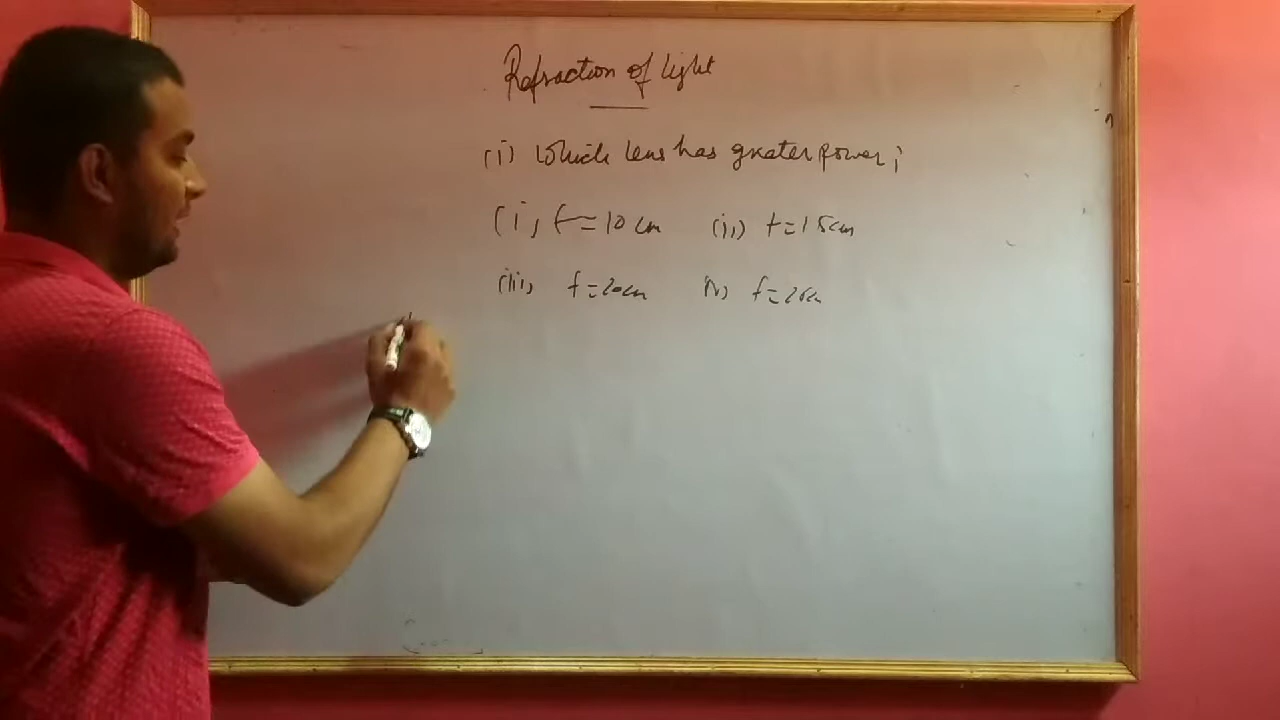 Refraction of light
(i) Which lens has greater power;
(i) f = 10 cm (ii) f = 15cm
(iii) f = 20cm (iv) f = 25cm